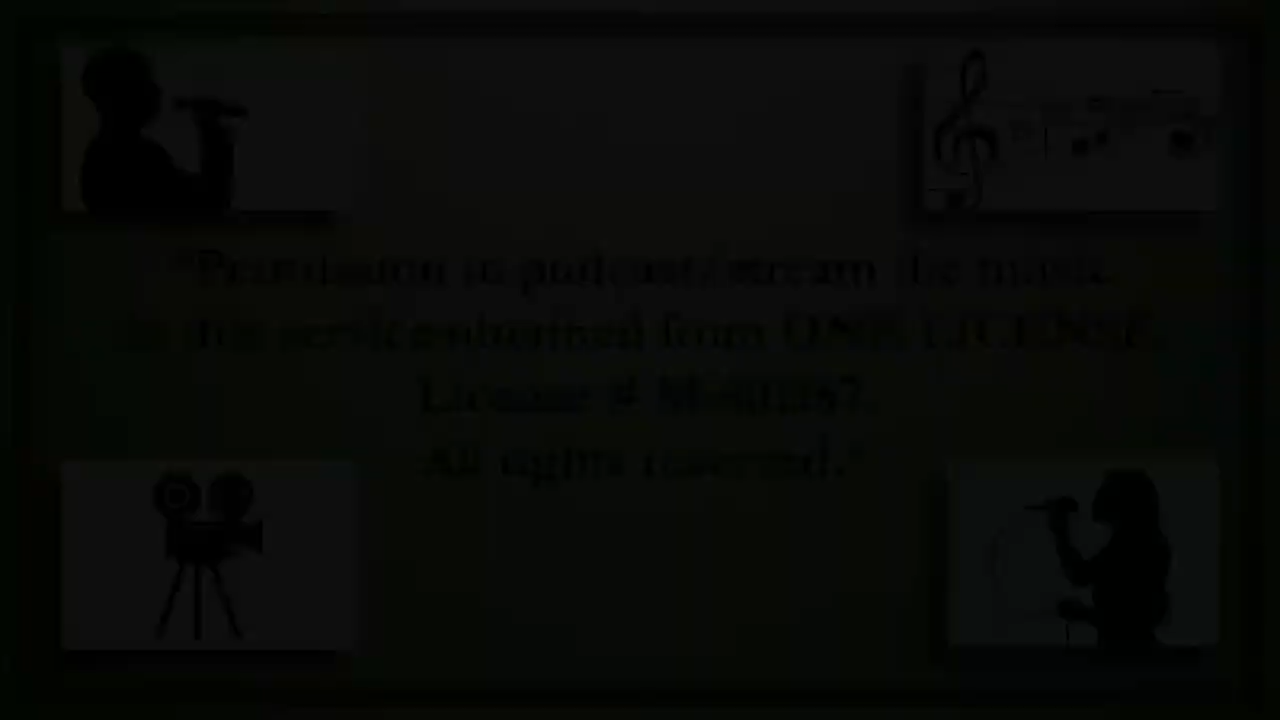 "Permission to podcast/stream the music
in this service obtained from ONE LICENSE
License #
All rights reserved."